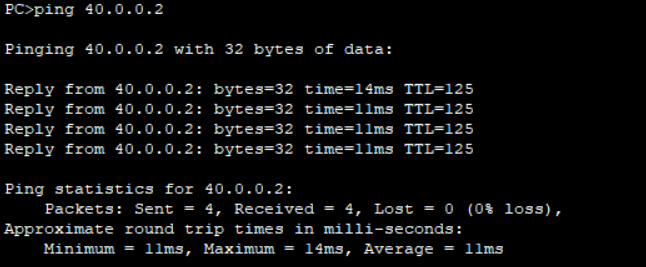 PC>ping 40.0.0.2
Pinging 40.0.0.2 with 32 bytes of data:
Reply from 40.0.0.2: bytes=32 time=14ms TTL=125
Reply from 40.0.0.2: bytes=32 time=11ms TTL=125
Reply from 40.0.0.2: bytes=32 time=11ms TTL=125
Reply from 40.0.0.2: bytes=32 time=11ms TTL=125
Ping statistics for 40.0.0.2:
Packets: Sent = 4, Received = 4, Lost = 0 (0% loss),
Approximate round trip times in milli-seconds:
Minimum = 11ms, Maximum = 14ms, Average = 11ms